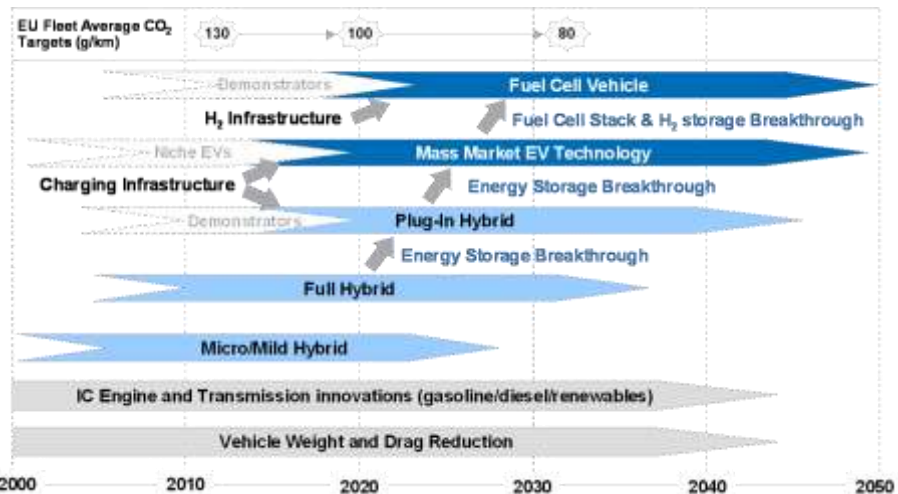 EU Fleet Average CO₂
Targets (g/km)
130
100
80
Demonstrators
Fuel Cell Vehicle
H₂ Infrastructure
Fuel Cell Stack & H₂ storage Breakthrough
Niche EVs
Mass Market EV Technology
Charging Infrastructure
Energy Storage Breakthrough
Demonstrators
Plug-In Hybrid
Energy Storage Breakthrough
Full Hybrid
Micro/Mild Hybrid
IC Engine and Transmission innovations (gasoline/diesel/renewables)
Vehicle Weight and Drag Reduction
2000 2010 2020 2030 2040 2050